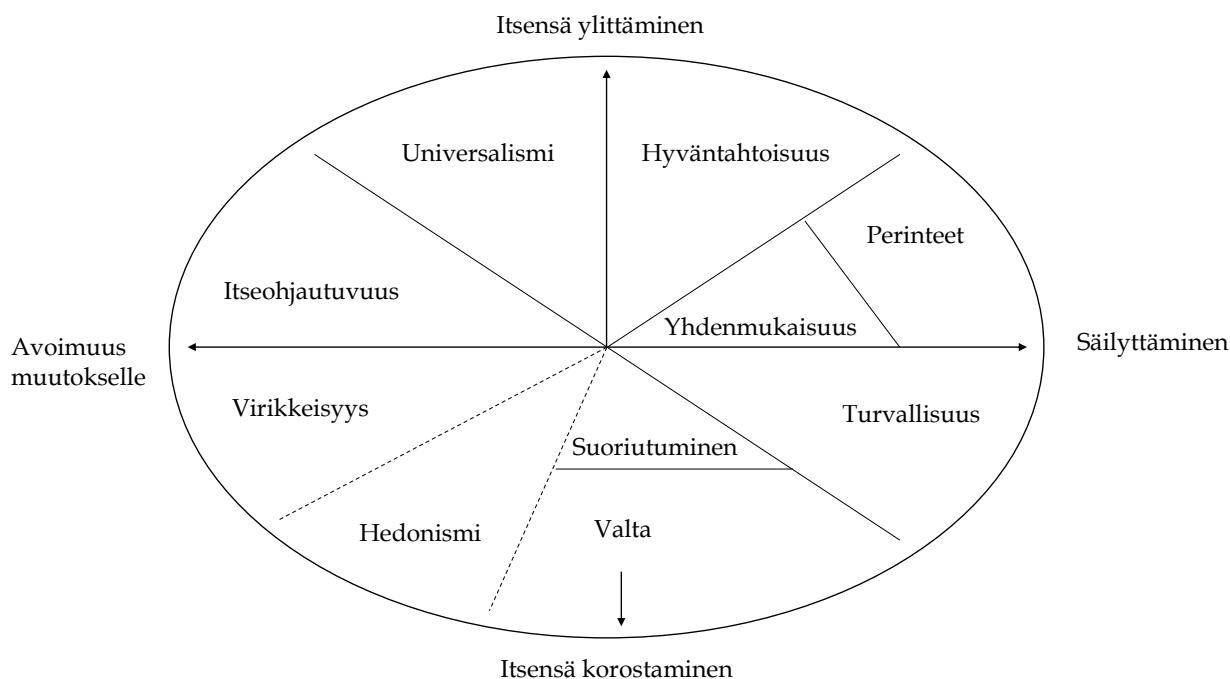 Itsensä ylittäminen
Universalismi
Hyväntahtoisuus
Perinteet
Itseohjautuvuus
Yhdenmukaisuus
Avoimuus
muutokselle
Säilyttäminen
Virikkeisyys
Turvallisuus
Suoriutuminen
Hedonismi
Valta
Itsensä korostaminen